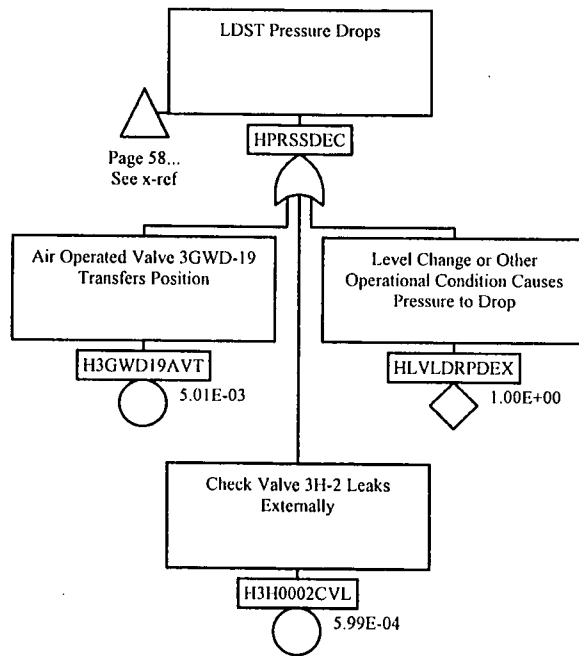 LDST Pressure Drops
HPRSSDEC
Page 58...
See x-ref
Air Operated Valve 3GWD-19
Transfers Position
H3GWD19AVT
5.01E-03
Level Change or Other
Operational Condition Causes
Pressure to Drop
HLVLDRPDEX
1.00E+00
Check Valve 3H-2 Leaks
Externally
H3H0002CVL
5.99E-04